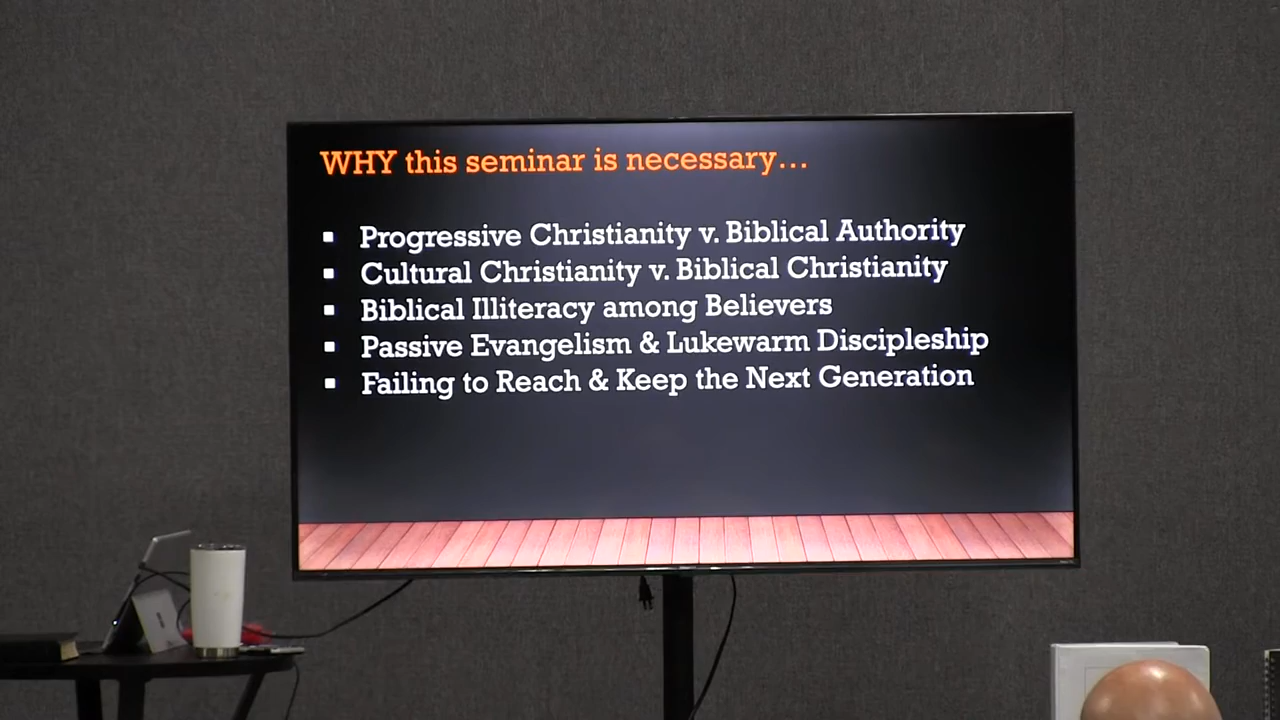 WHY this seminar is necessary…
▪ Progressive Christianity v. Biblical Authority
▪ Cultural Christianity v. Biblical Christianity
▪ Biblical Illiteracy among Believers
▪ Passive Evangelism & Lukewarm Discipleship
▪ Failing to Reach & Keep the Next Generation